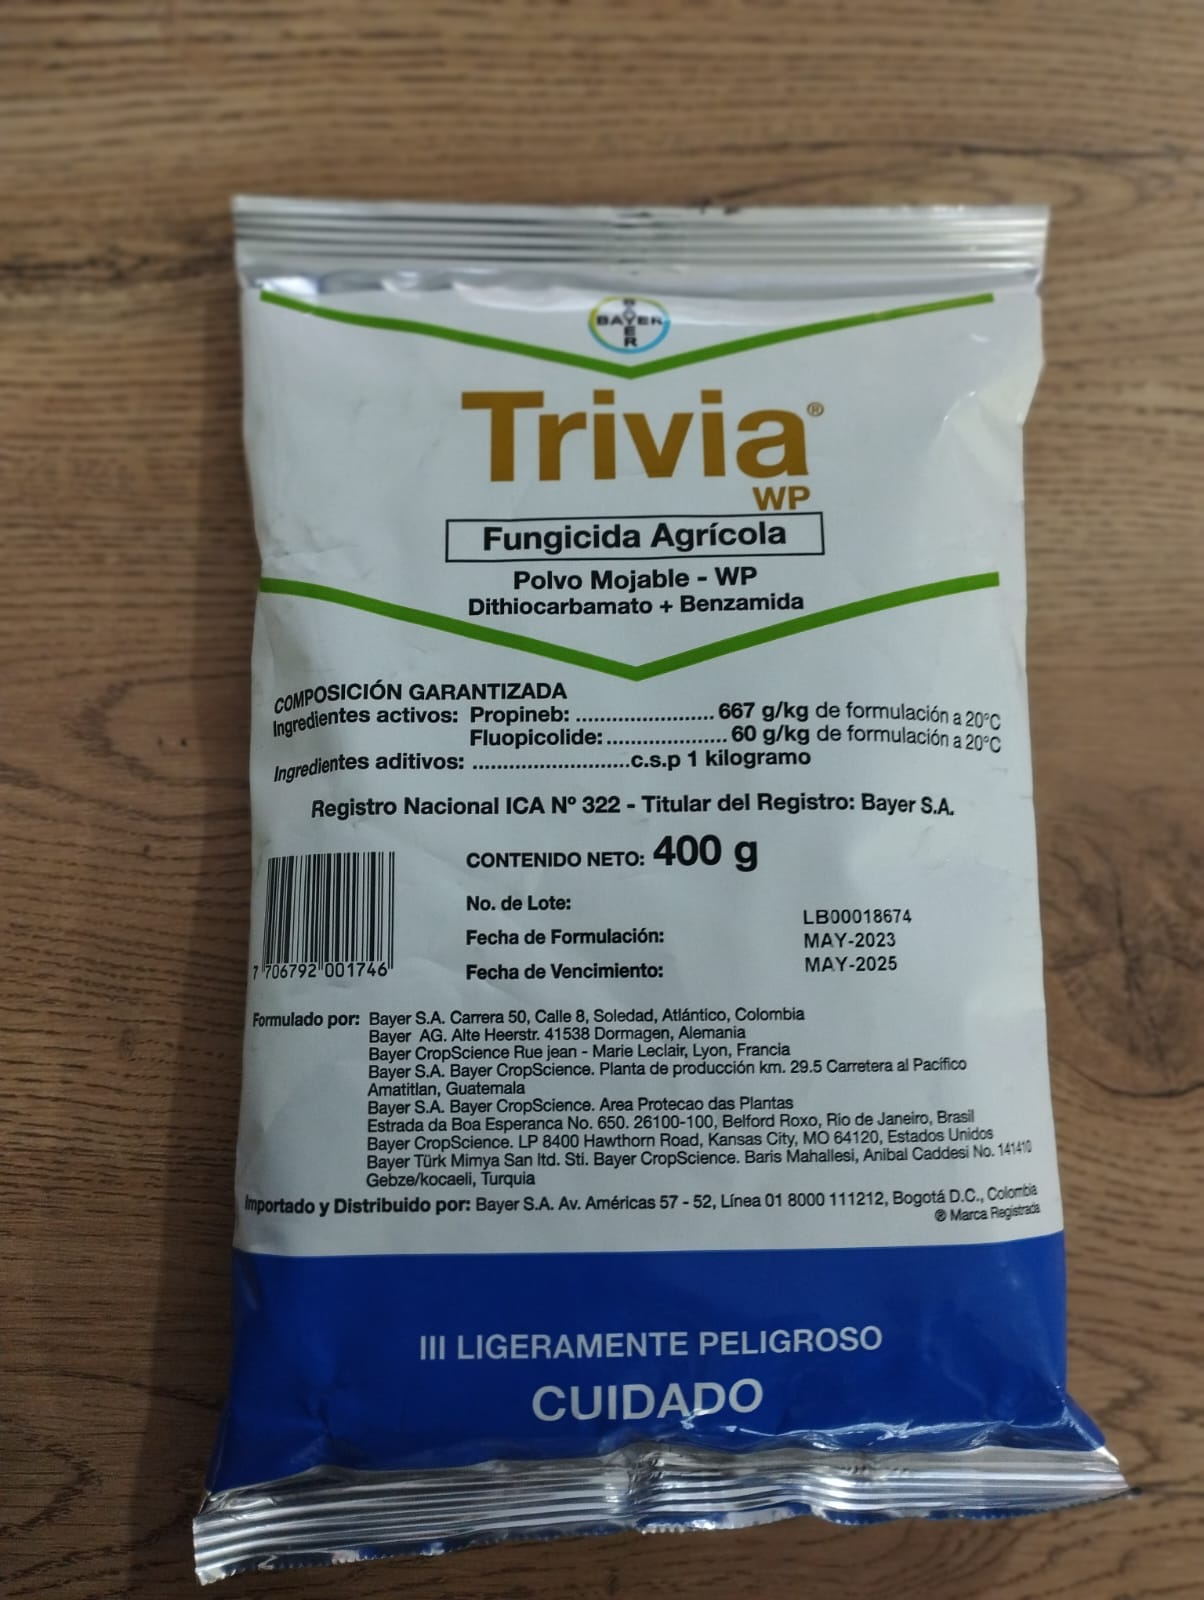 BAYER
BAYER
Trivia®
WP
Fungicida Agrícola
Polvo Mojable - WP
Dithiocarbamato + Benzamida
COMPOSICIÓN GARANTIZADA
Ingredientes activos: Propineb: ........................ 667 g/kg de formulación a 20°C
Fluopicolide: .................... 60 g/kg de formulación a 20°C
Ingredientes aditivos: ...........................c.s.p 1 kilogramo
Registro Nacional ICA Nº 322 - Titular del Registro: Bayer S.A.
CONTENIDO NETO: 400 g
No. de Lote: LB00018674
Fecha de Formulación: MAY-2023
Fecha de Vencimiento: MAY-2025
7 706792 001746
Formulado por: Bayer S.A. Carrera 50, Calle 8, Soledad, Atlántico, Colombia
Bayer AG. Alte Heerstr. 41538 Dormagen, Alemania
Bayer CropScience Rue jean - Marie Leclair, Lyon, Francia
Bayer S.A. Bayer CropScience. Planta de producción km. 29.5 Carretera al Pacífico
Amatitlan, Guatemala
Bayer S.A. Bayer CropScience. Area Protecao das Plantas
Estrada da Boa Esperanca No. 650. 26100-100, Belford Roxo, Rio de Janeiro, Brasil
Bayer CropScience. LP 8400 Hawthorn Road, Kansas City, MO 64120, Estados Unidos
Bayer Türk Mimya San ltd. Sti. Bayer CropScience. Baris Mahallesi, Anibal Caddesi No. 141410
Gebze/kocaeli, Turquia
Importado y Distribuido por: Bayer S.A. Av. Américas 57 - 52, Línea 01 8000 111212, Bogotá D.C., Colombia
® Marca Registrada
III LIGERAMENTE PELIGROSO
CUIDADO